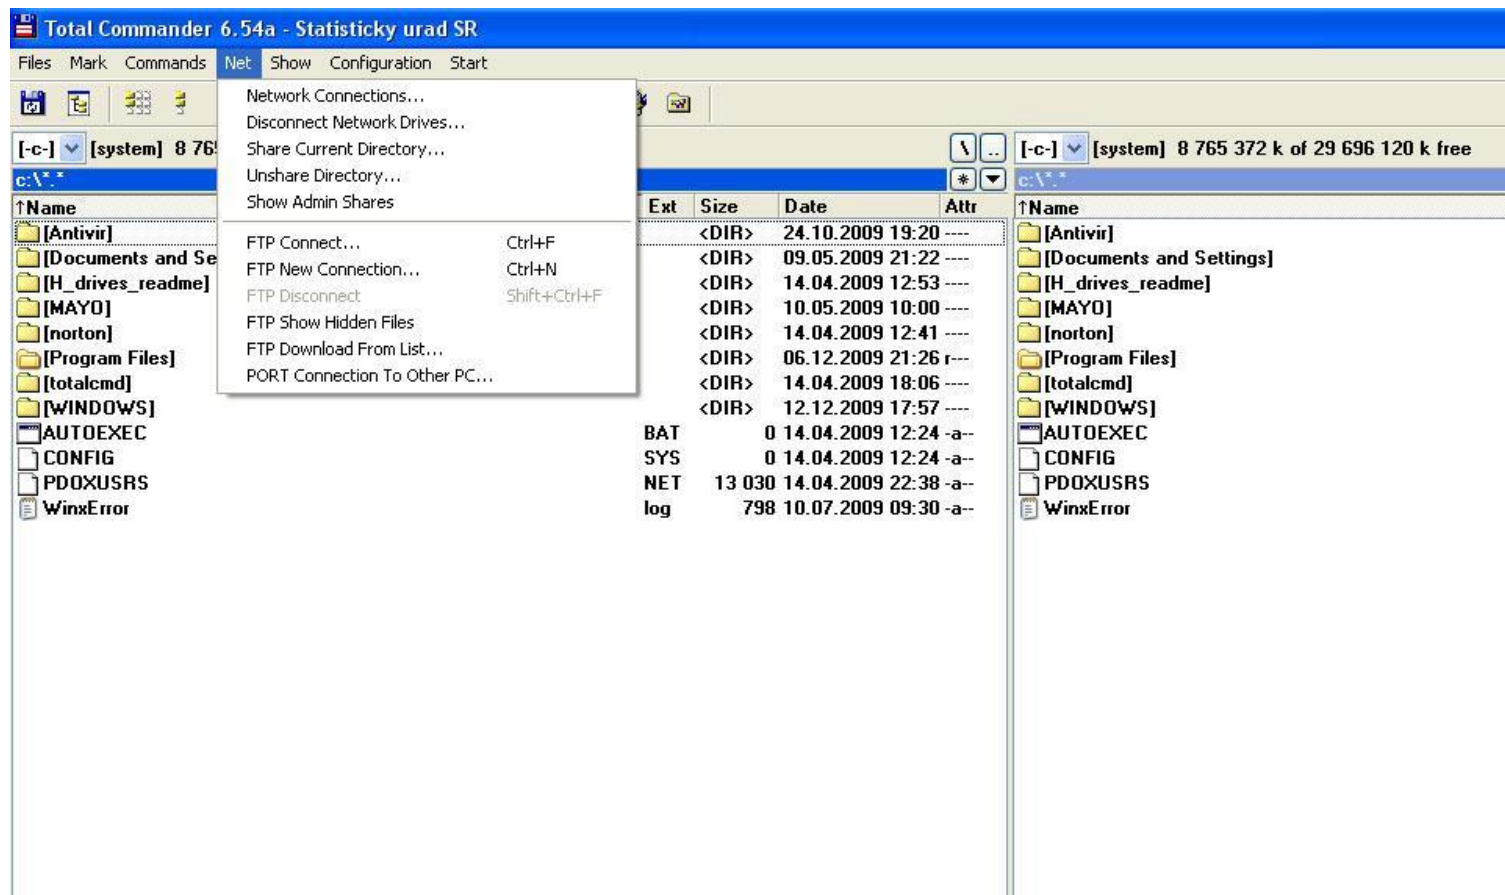 Total Commander 6.54a - Statisticky urad SR
Files Mark Commands Net Show Configuration Start
Network Connections...
Disconnect Network Drives...
Share Current Directory...
Unshare Directory...
Show Admin Shares
FTP Connect... Ctrl+F
FTP New Connection... Ctrl+N
FTP Disconnect Shift+Ctrl+F
FTP Show Hidden Files
FTP Download From List...
PORT Connection To Other PC...
[-c-] [system] 8 765 \ ..
c:\*.* * ▼
↑Name Ext Size Date Attr
[Antivir] <DIR> 24.10.2009 19:20 ----
[Documents and Se <DIR> 09.05.2009 21:22 ----
[H_drives_readme] <DIR> 14.04.2009 12:53 ----
[MAYO] <DIR> 10.05.2009 10:00 ----
[norton] <DIR> 14.04.2009 12:41 ----
[Program Files] <DIR> 06.12.2009 21:26 r---
[totalcmd] <DIR> 14.04.2009 18:06 ----
[WINDOWS] <DIR> 12.12.2009 17:57 ----
AUTOEXEC BAT 0 14.04.2009 12:24 -a--
CONFIG SYS 0 14.04.2009 12:24 -a--
PDOXUSRS NET 13 030 14.04.2009 22:38 -a--
WinxError log 798 10.07.2009 09:30 -a--
[-c-] [system] 8 765 372 k of 29 696 120 k free
c:\*.*
↑Name
[Antivir]
[Documents and Settings]
[H_drives_readme]
[MAYO]
[norton]
[Program Files]
[totalcmd]
[WINDOWS]
AUTOEXEC
CONFIG
PDOXUSRS
WinxError